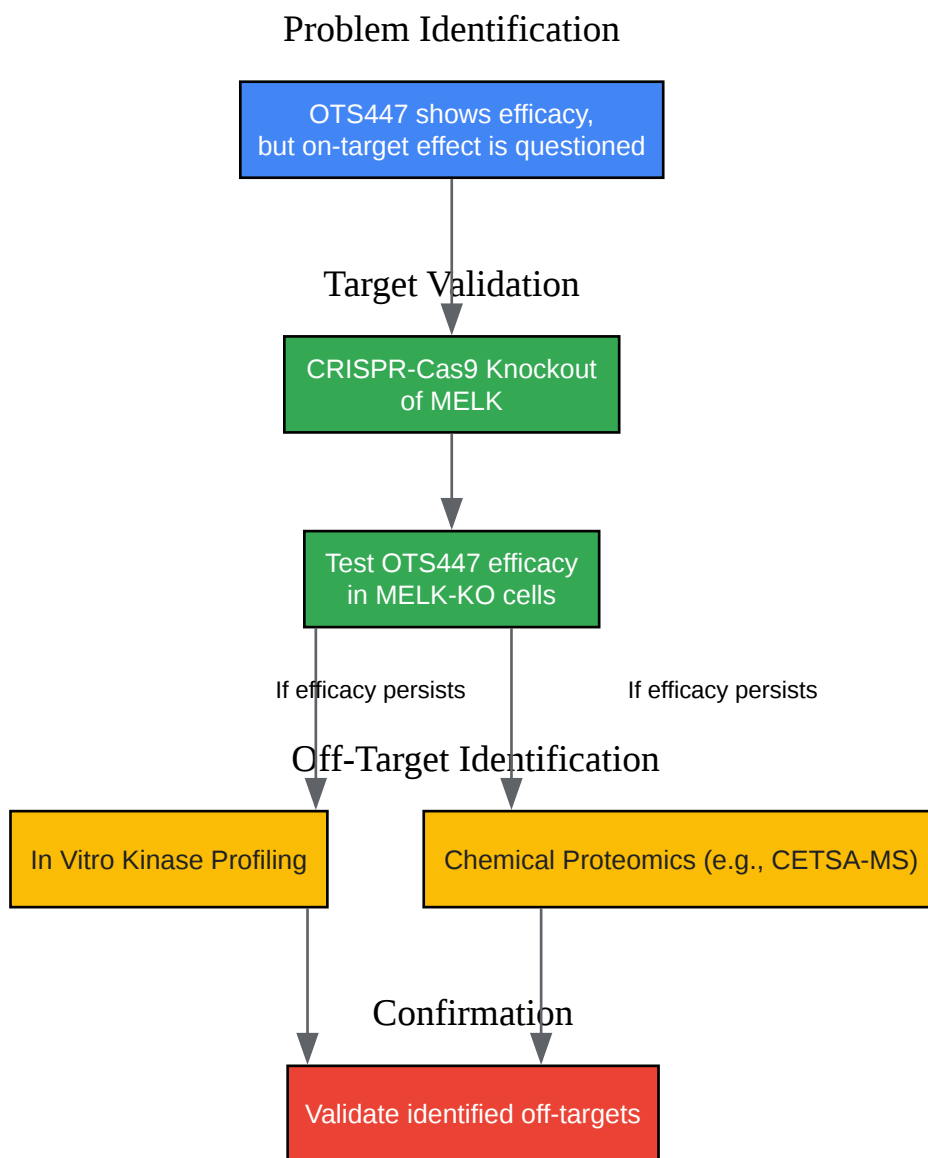 Problem Identification
OTS447 shows efficacy,
but on-target effect is questioned
Target Validation
CRISPR-Cas9 Knockout
of MELK
Test OTS447 efficacy
in MELK-KO cells
If efficacy persists
If efficacy persists
Off-Target Identification
In Vitro Kinase Profiling
Chemical Proteomics (e.g., CETSA-MS)
Confirmation
Validate identified off-targets